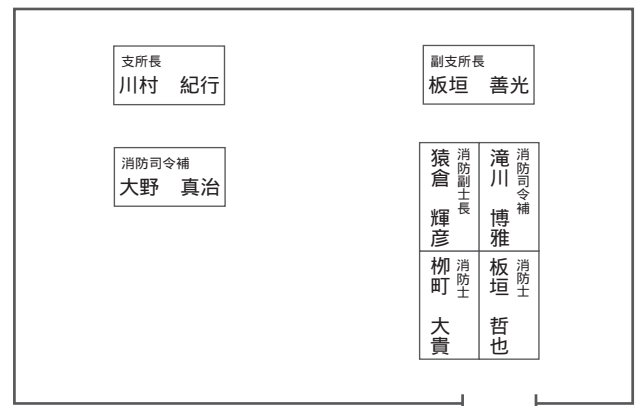 支所長
川村　紀行
副支所長
板垣　善光
消防司令補
大野　真治
消防司令補
滝川　博雅
消防副士長
猿倉　輝彦
消防士
板垣　哲也
消防士
栁町　大貴